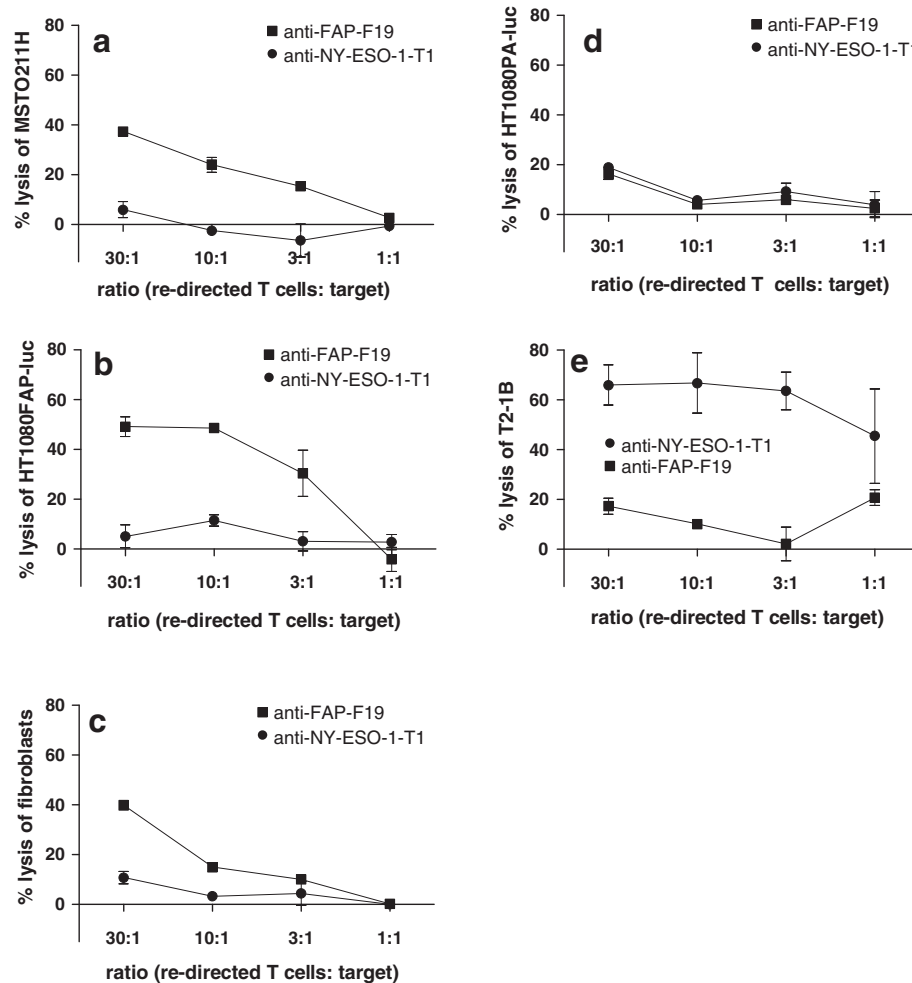 a
anti-FAP-F19
anti-NY-ESO-1-T1
% lysis of MSTO211H
80
60
40
20
0
30:1
10:1
3:1
1:1
ratio (re-directed T cells: target)
b
anti-FAP-F19
anti-NY-ESO-1-T1
% lysis of HT1080FAP-luc
80
60
40
20
0
30:1
10:1
3:1
1:1
ratio (re-directed T cells: target)
c
anti-FAP-F19
anti-NY-ESO-1-T1
% lysis of fibroblasts
80
60
40
20
0
30:1
10:1
3:1
1:1
ratio (re-directed T cells: target)
d
anti-FAP-F19
anti-NY-ESO-1-T1
% lysis of HT1080PA-luc
80
60
40
20
0
30:1
10:1
3:1
1:1
ratio (re-directed T cells: target)
e
anti-NY-ESO-1-T1
anti-FAP-F19
% lysis of T2-1B
80
60
40
20
0
30:1
10:1
3:1
1:1
ratio (re-directed T cells: target)